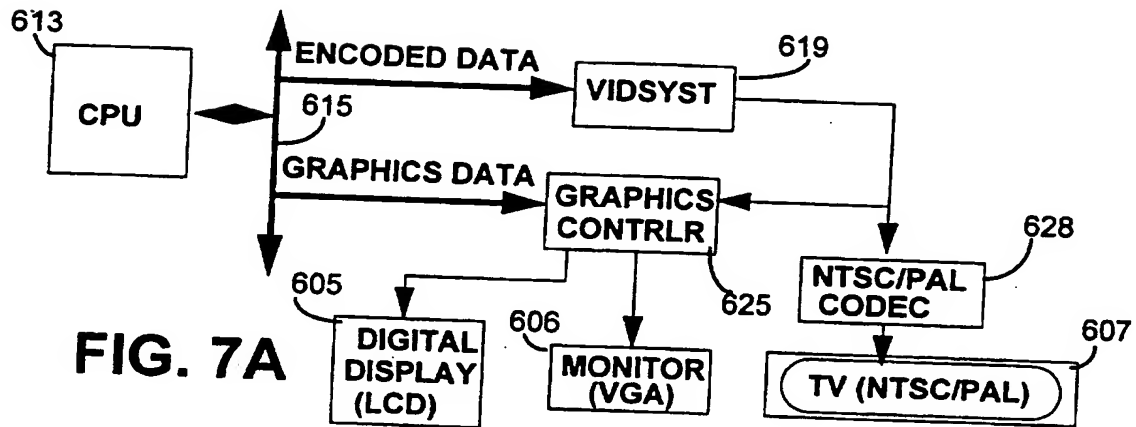 613
CPU
ENCODED DATA
615
GRAPHICS DATA
VIDSYST
619
GRAPHICS
CONTRLR
625
NTSC/PAL
CODEC
628
605
DIGITAL
DISPLAY
(LCD)
606
MONITOR
(VGA)
607
TV (NTSC/PAL)
FIG. 7A